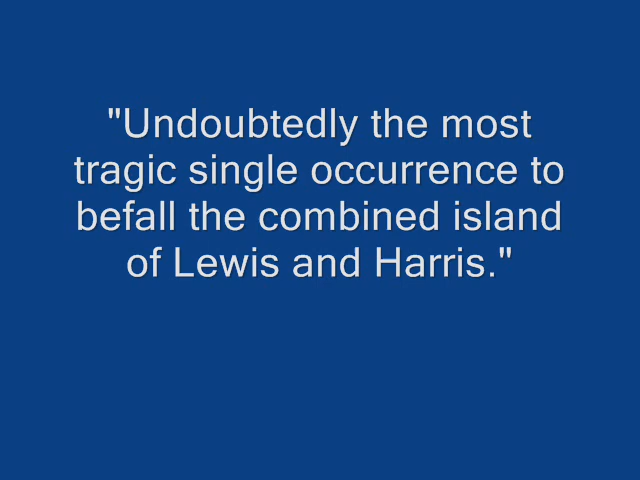 "Undoubtedly the most
tragic single occurrence to
befall the combined island
of Lewis and Harris."